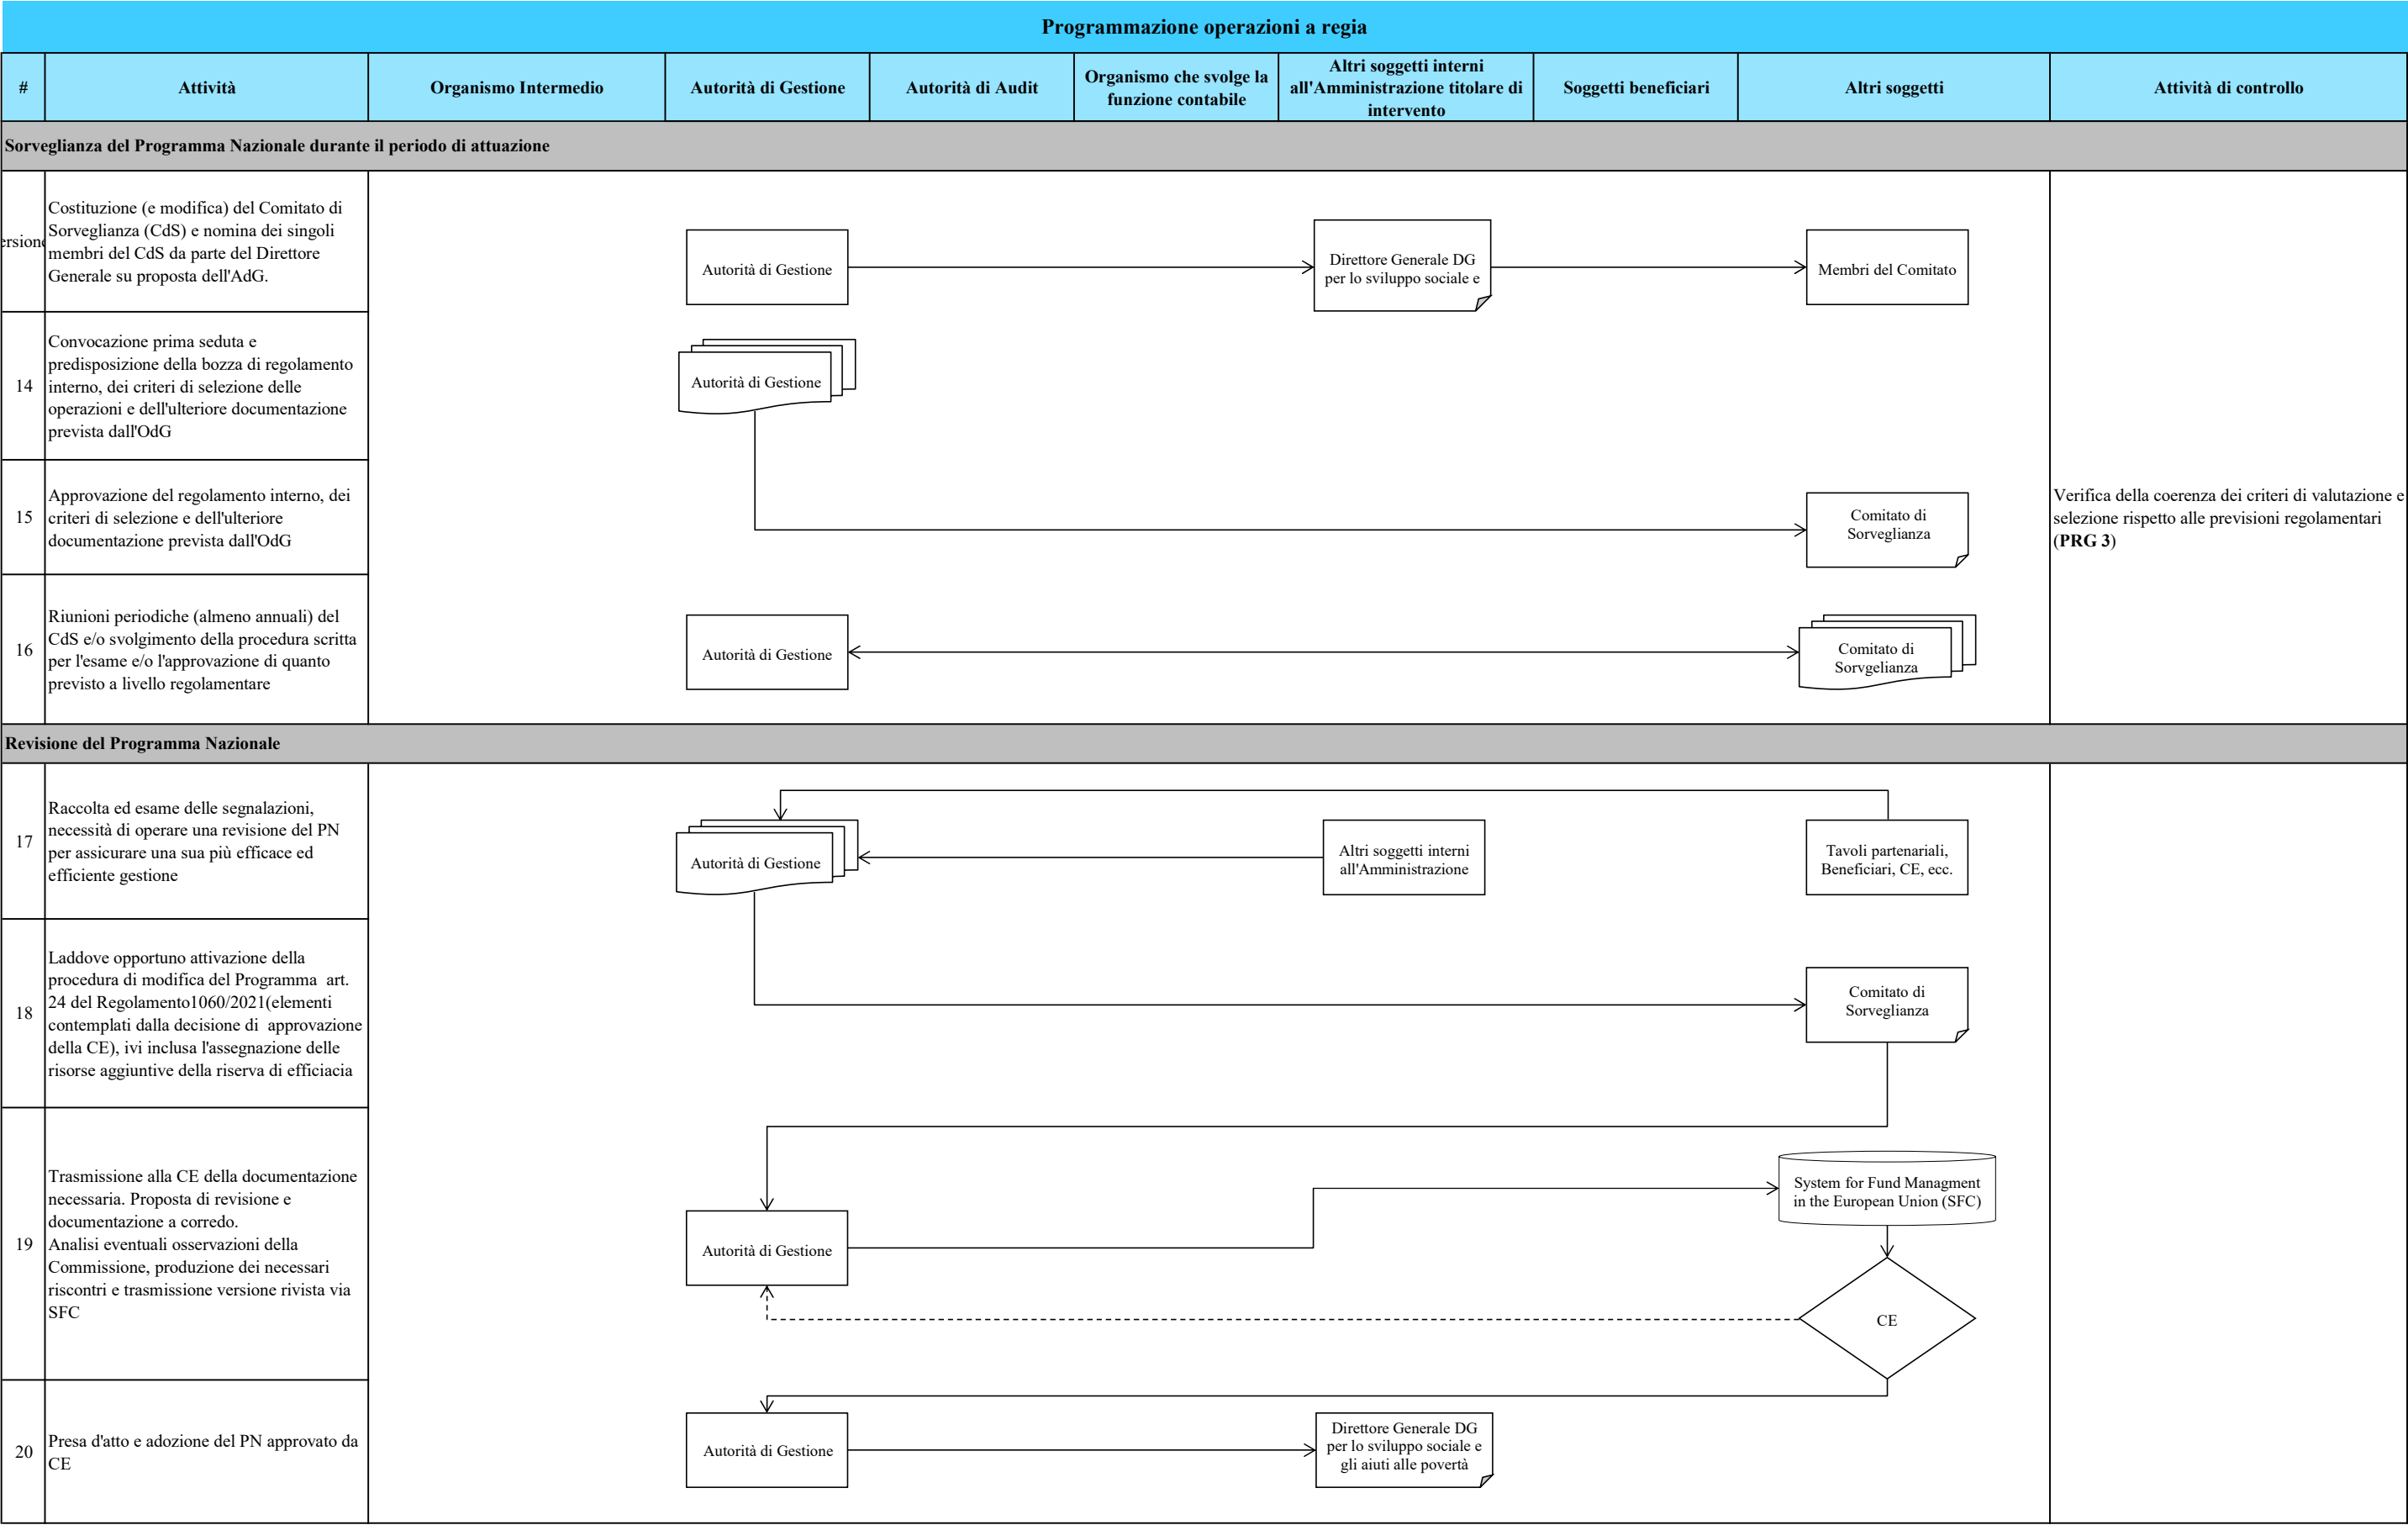 Programmazione operazioni a regia
#
Attività
Organismo Intermedio
Autorità di Gestione
Autorità di Audit
Organismo che svolge la
funzione contabile
Altri soggetti interni
all'Amministrazione titolare di
intervento
Soggetti beneficiari
Altri soggetti
Attività di controllo
Sorveglianza del Programma Nazionale durante il periodo di attuazione
ersione
Costituzione (e modifica) del Comitato di
Sorveglianza (CdS) e nomina dei singoli
membri del CdS da parte del Direttore
Generale su proposta dell'AdG.
Autorità di Gestione
Direttore Generale DG
per lo sviluppo sociale e
Membri del Comitato
14
Convocazione prima seduta e
predisposizione della bozza di regolamento
interno, dei criteri di selezione delle
operazioni e dell'ulteriore documentazione
prevista dall'OdG
Autorità di Gestione
15
Approvazione del regolamento interno, dei
criteri di selezione e dell'ulteriore
documentazione prevista dall'OdG
Comitato di
Sorveglianza
Verifica della coerenza dei criteri di valutazione e
selezione rispetto alle previsioni regolamentari
(PRG 3)
16
Riunioni periodiche (almeno annuali) del
CdS e/o svolgimento della procedura scritta
per l'esame e/o l'approvazione di quanto
previsto a livello regolamentare
Autorità di Gestione
Comitato di
Sorvgelianza
Revisione del Programma Nazionale
17
Raccolta ed esame delle segnalazioni,
necessità di operare una revisione del PN
per assicurare una sua più efficace ed
efficiente gestione
Autorità di Gestione
Altri soggetti interni
all'Amministrazione
Tavoli partenariali,
Beneficiari, CE, ecc.
18
Laddove opportuno attivazione della
procedura di modifica del Programma  art.
24 del Regolamento1060/2021(elementi
contemplati dalla decisione di  approvazione
della CE), ivi inclusa l'assegnazione delle
risorse aggiuntive della riserva di efficiacia
Comitato di
Sorveglianza
19
Trasmissione alla CE della documentazione
necessaria. Proposta di revisione e
documentazione a corredo.
Analisi eventuali osservazioni della
Commissione, produzione dei necessari
riscontri e trasmissione versione rivista via
SFC
Autorità di Gestione
System for Fund Managment
in the European Union (SFC)
CE
20
Presa d'atto e adozione del PN approvato da
CE
Autorità di Gestione
Direttore Generale DG
per lo sviluppo sociale e
gli aiuti alle povertà